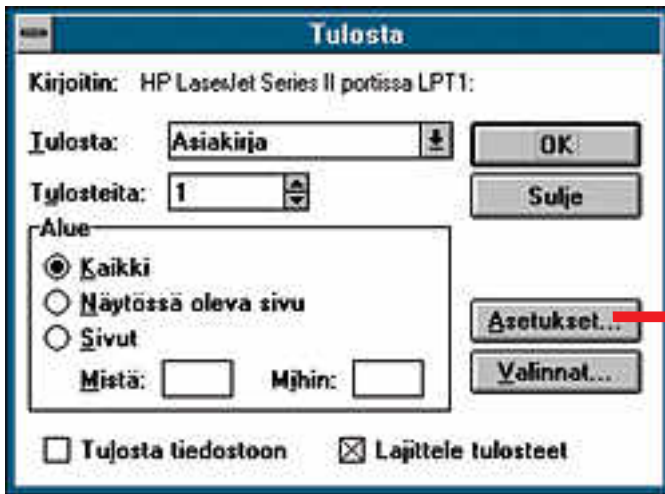 Tulosta
Kirjoitin: HP LaserJet Series II portissa LPT1:
Tulosta: Asiakirja OK
Tulosteita: 1 Sulje
Alue
Kaikki
Näytössä oleva sivu
Sivut
Asetukset...
Mistä: Mihin: Valinnat...
Tulosta tiedostoon Lajittele tulosteet